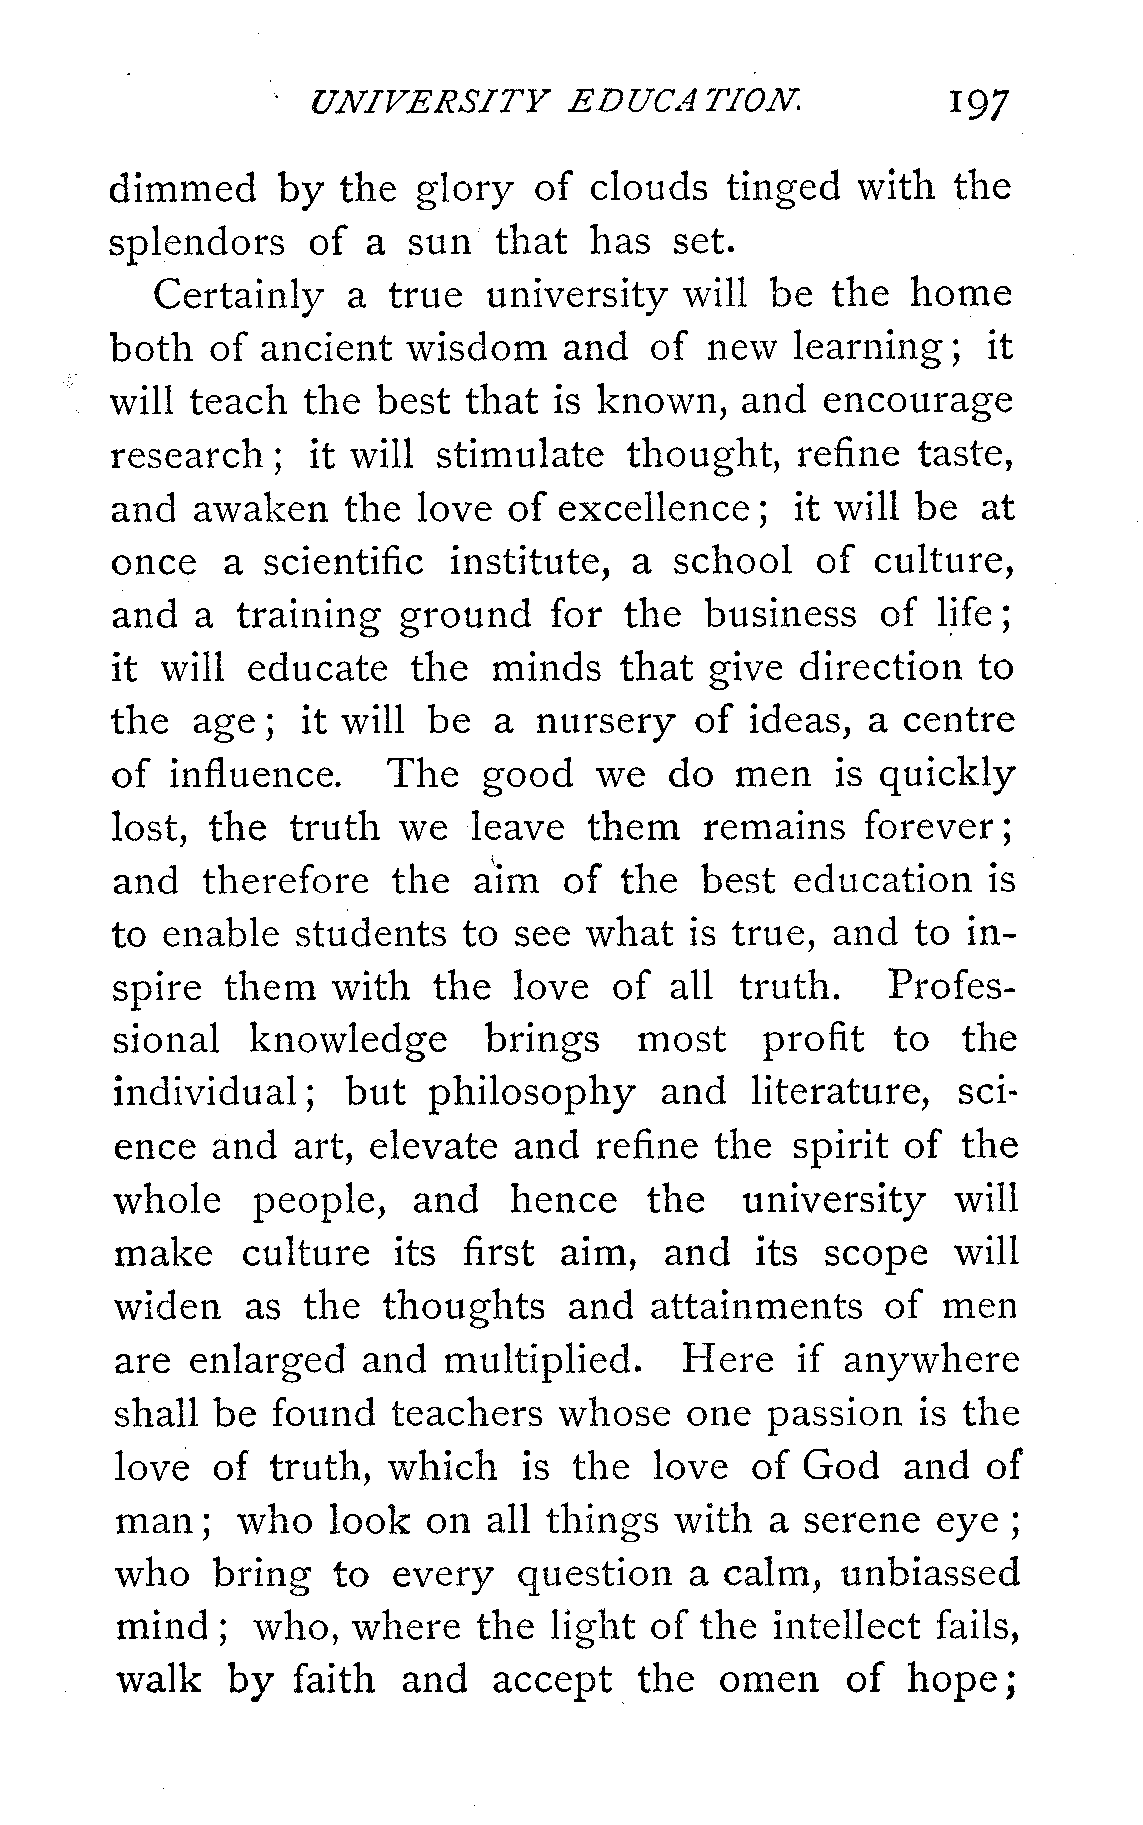 UNIVERSITY EDUCATION. 197
dimmed by the glory of clouds tinged with the
splendors of a sun that has set.
Certainly a true university will be the home
both of ancient wisdom and of new learning; it
will teach the best that is known, and encourage
research; it will stimulate thought, refine taste,
and awaken the love of excellence; it will be at
once a scientific institute, a school of culture,
and a training ground for the business of life;
it will educate the minds that give direction to
the age; it will be a nursery of ideas, a centre
of influence. The good we do men is quickly
lost, the truth we leave them remains forever;
and therefore the aim of the best education is
to enable students to see what is true, and to in-
spire them with the love of all truth. Profes-
sional knowledge brings most profit to the
individual; but philosophy and literature, sci-
ence and art, elevate and refine the spirit of the
whole people, and hence the university will
make culture its first aim, and its scope will
widen as the thoughts and attainments of men
are enlarged and multiplied. Here if anywhere
shall be found teachers whose one passion is the
love of truth, which is the love of God and of
man; who look on all things with a serene eye;
who bring to every question a calm, unbiassed
mind; who, where the light of the intellect fails,
walk by faith and accept the omen of hope;